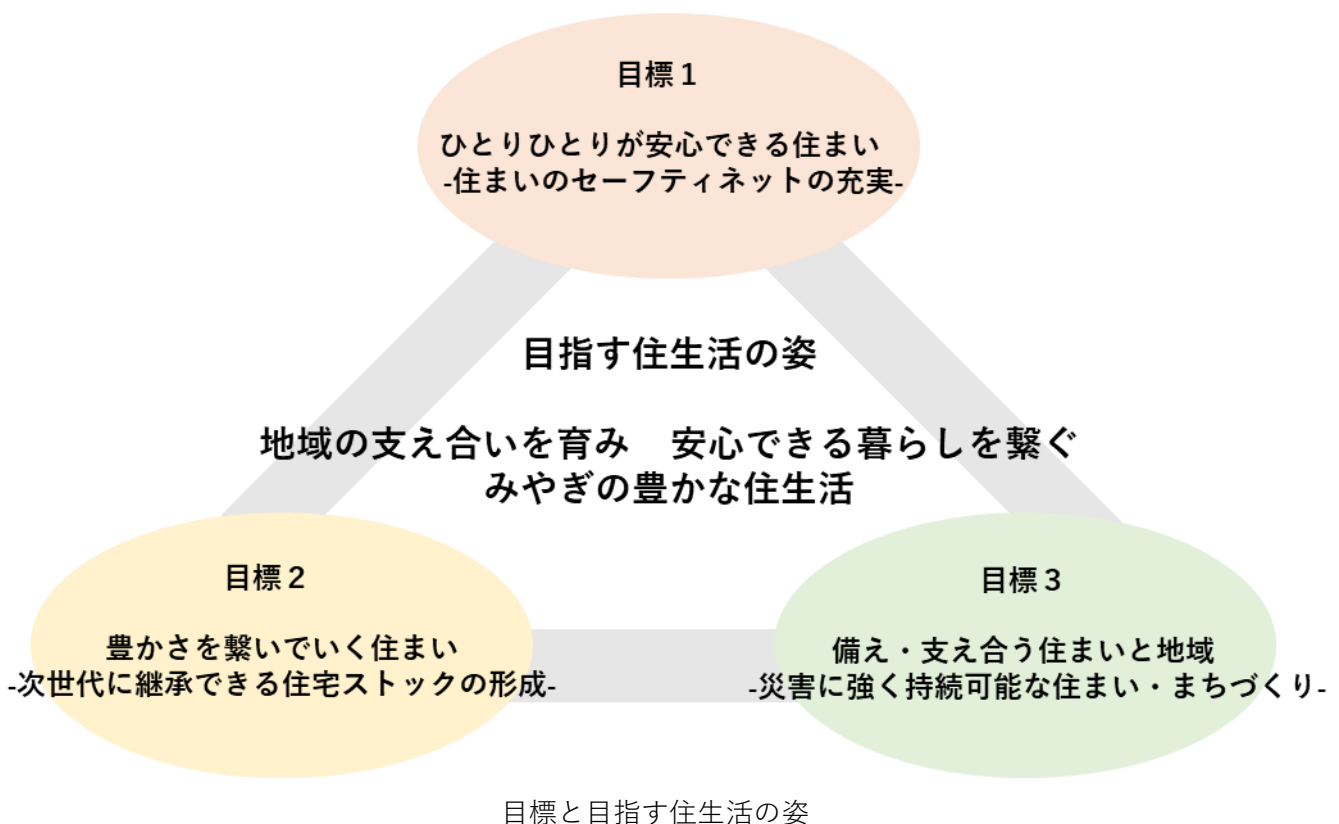 目標１
ひとりひとりが安心できる住まい
-住まいのセーフティネットの充実-
目指す住生活の姿
地域の支え合いを育み　安心できる暮らしを繋ぐ
みやぎの豊かな住生活
目標２
豊かさを繋いでいく住まい
-次世代に継承できる住宅ストックの形成-
目標３
備え・支え合う住まいと地域
-災害に強く持続可能な住まい・まちづくり-
目標と目指す住生活の姿